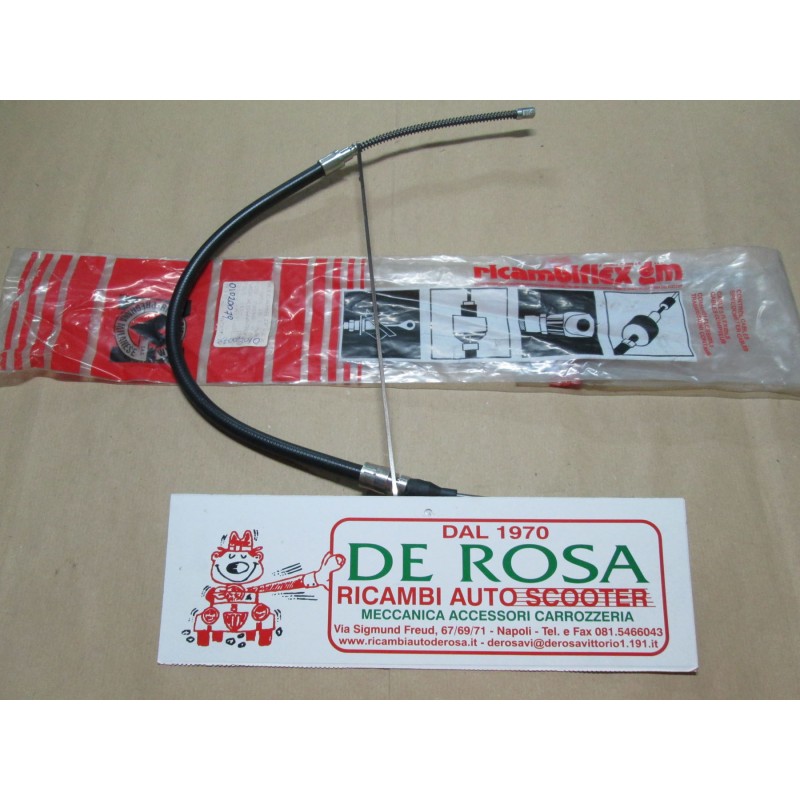 ricambiflex
DAL 1970
DE ROSA
RICAMBI AUTO SCOOTER
MECCANICA ACCESSORI CARROZZERIA
Via Sigmund Freud, 67/69/71 - Napoli - Tel. e Fax 081.5466043
www.ricambiautoderosa.it - derosavi@derosavittorio1.191.it